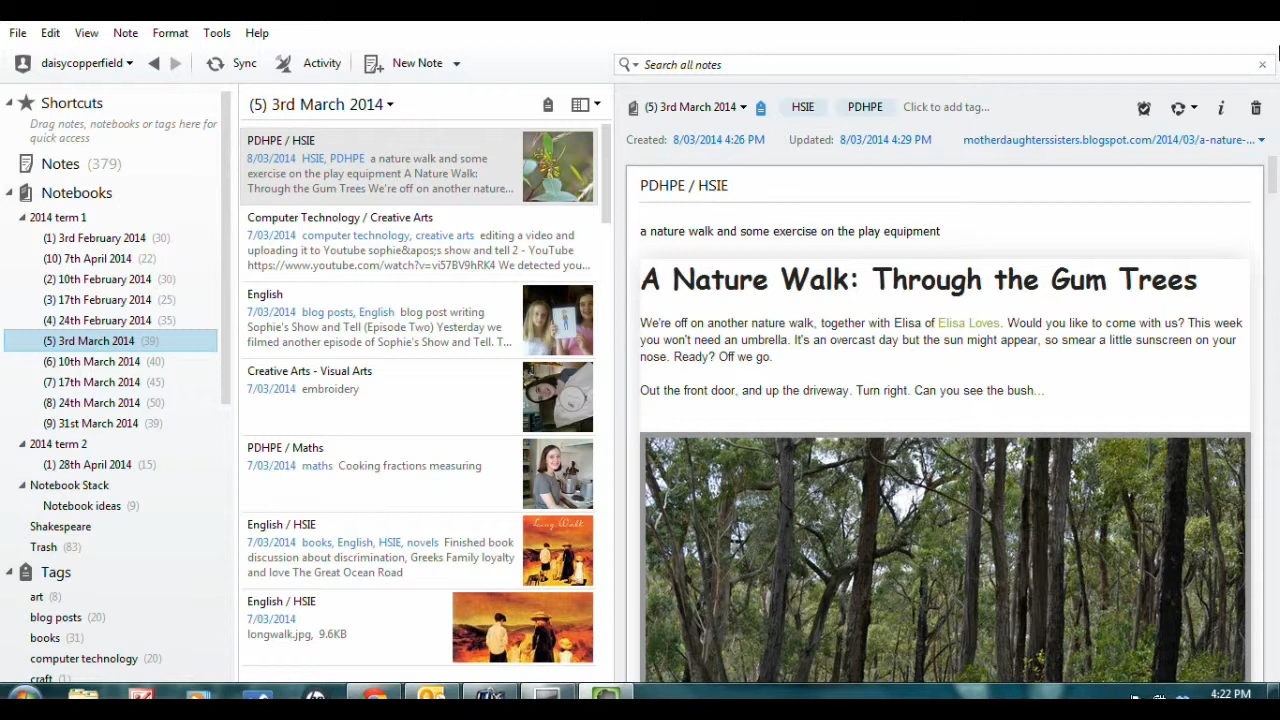 File Edit View Note Format Tools Help
daisycopperfield Sync Activity New Note
Search all notes
Shortcuts
Drag notes, notebooks or tags here for
quick access
Notes (379)
Notebooks
2014 term 1
(1) 3rd February 2014 (30)
(10) 7th April 2014 (22)
(2) 10th February 2014 (30)
(3) 17th February 2014 (25)
(4) 24th February 2014 (35)
(5) 3rd March 2014 (39)
(6) 10th March 2014 (40)
(7) 17th March 2014 (45)
(8) 24th March 2014 (50)
(9) 31st March 2014 (39)
2014 term 2
(1) 28th April 2014 (15)
Notebook Stack
Notebook ideas (9)
Shakespeare
Trash (83)
Tags
art (8)
blog posts (20)
books (31)
computer technology (20)
craft (1)
(5) 3rd March 2014
PDHPE / HSIE
8/03/2014 HSIE, PDHPE a nature walk and some
exercise on the play equipment A Nature Walk:
Through the Gum Trees We're off on another nature...
Computer Technology / Creative Arts
7/03/2014 computer technology, creative arts editing a video and
uploading it to Youtube sophie&apos;s show and tell 2 - YouTube
https://www.youtube.com/watch?v=vi57BV9hRK4 We detected you...
English
7/03/2014 blog posts, English blog post writing
Sophie's Show and Tell (Episode Two) Yesterday we
filmed another episode of Sophie's Show and Tell. T...
Creative Arts - Visual Arts
7/03/2014 embroidery
PDHPE / Maths
7/03/2014 maths Cooking fractions measuring
English / HSIE
7/03/2014 books, English, HSIE, novels Finished book
discussion about discrimination, Greeks Family loyalty
and love The Great Ocean Road
Long Walk
English / HSIE
7/03/2014
longwalk.jpg, 9.6KB
(5) 3rd March 2014 HSIE PDHPE Click to add tag...
Created: 8/03/2014 4:26 PM Updated: 8/03/2014 4:29 PM motherdaughterssisters.blogspot.com/2014/03/a-nature-...
PDHPE / HSIE
a nature walk and some exercise on the play equipment
A Nature Walk: Through the Gum Trees
We're off on another nature walk, together with Elisa of Elisa Loves. Would you like to come with us? This week
you won't need an umbrella. It's an overcast day but the sun might appear, so smear a little sunscreen on your
nose. Ready? Off we go.
Out the front door, and up the driveway. Turn right. Can you see the bush...
4:22 PM